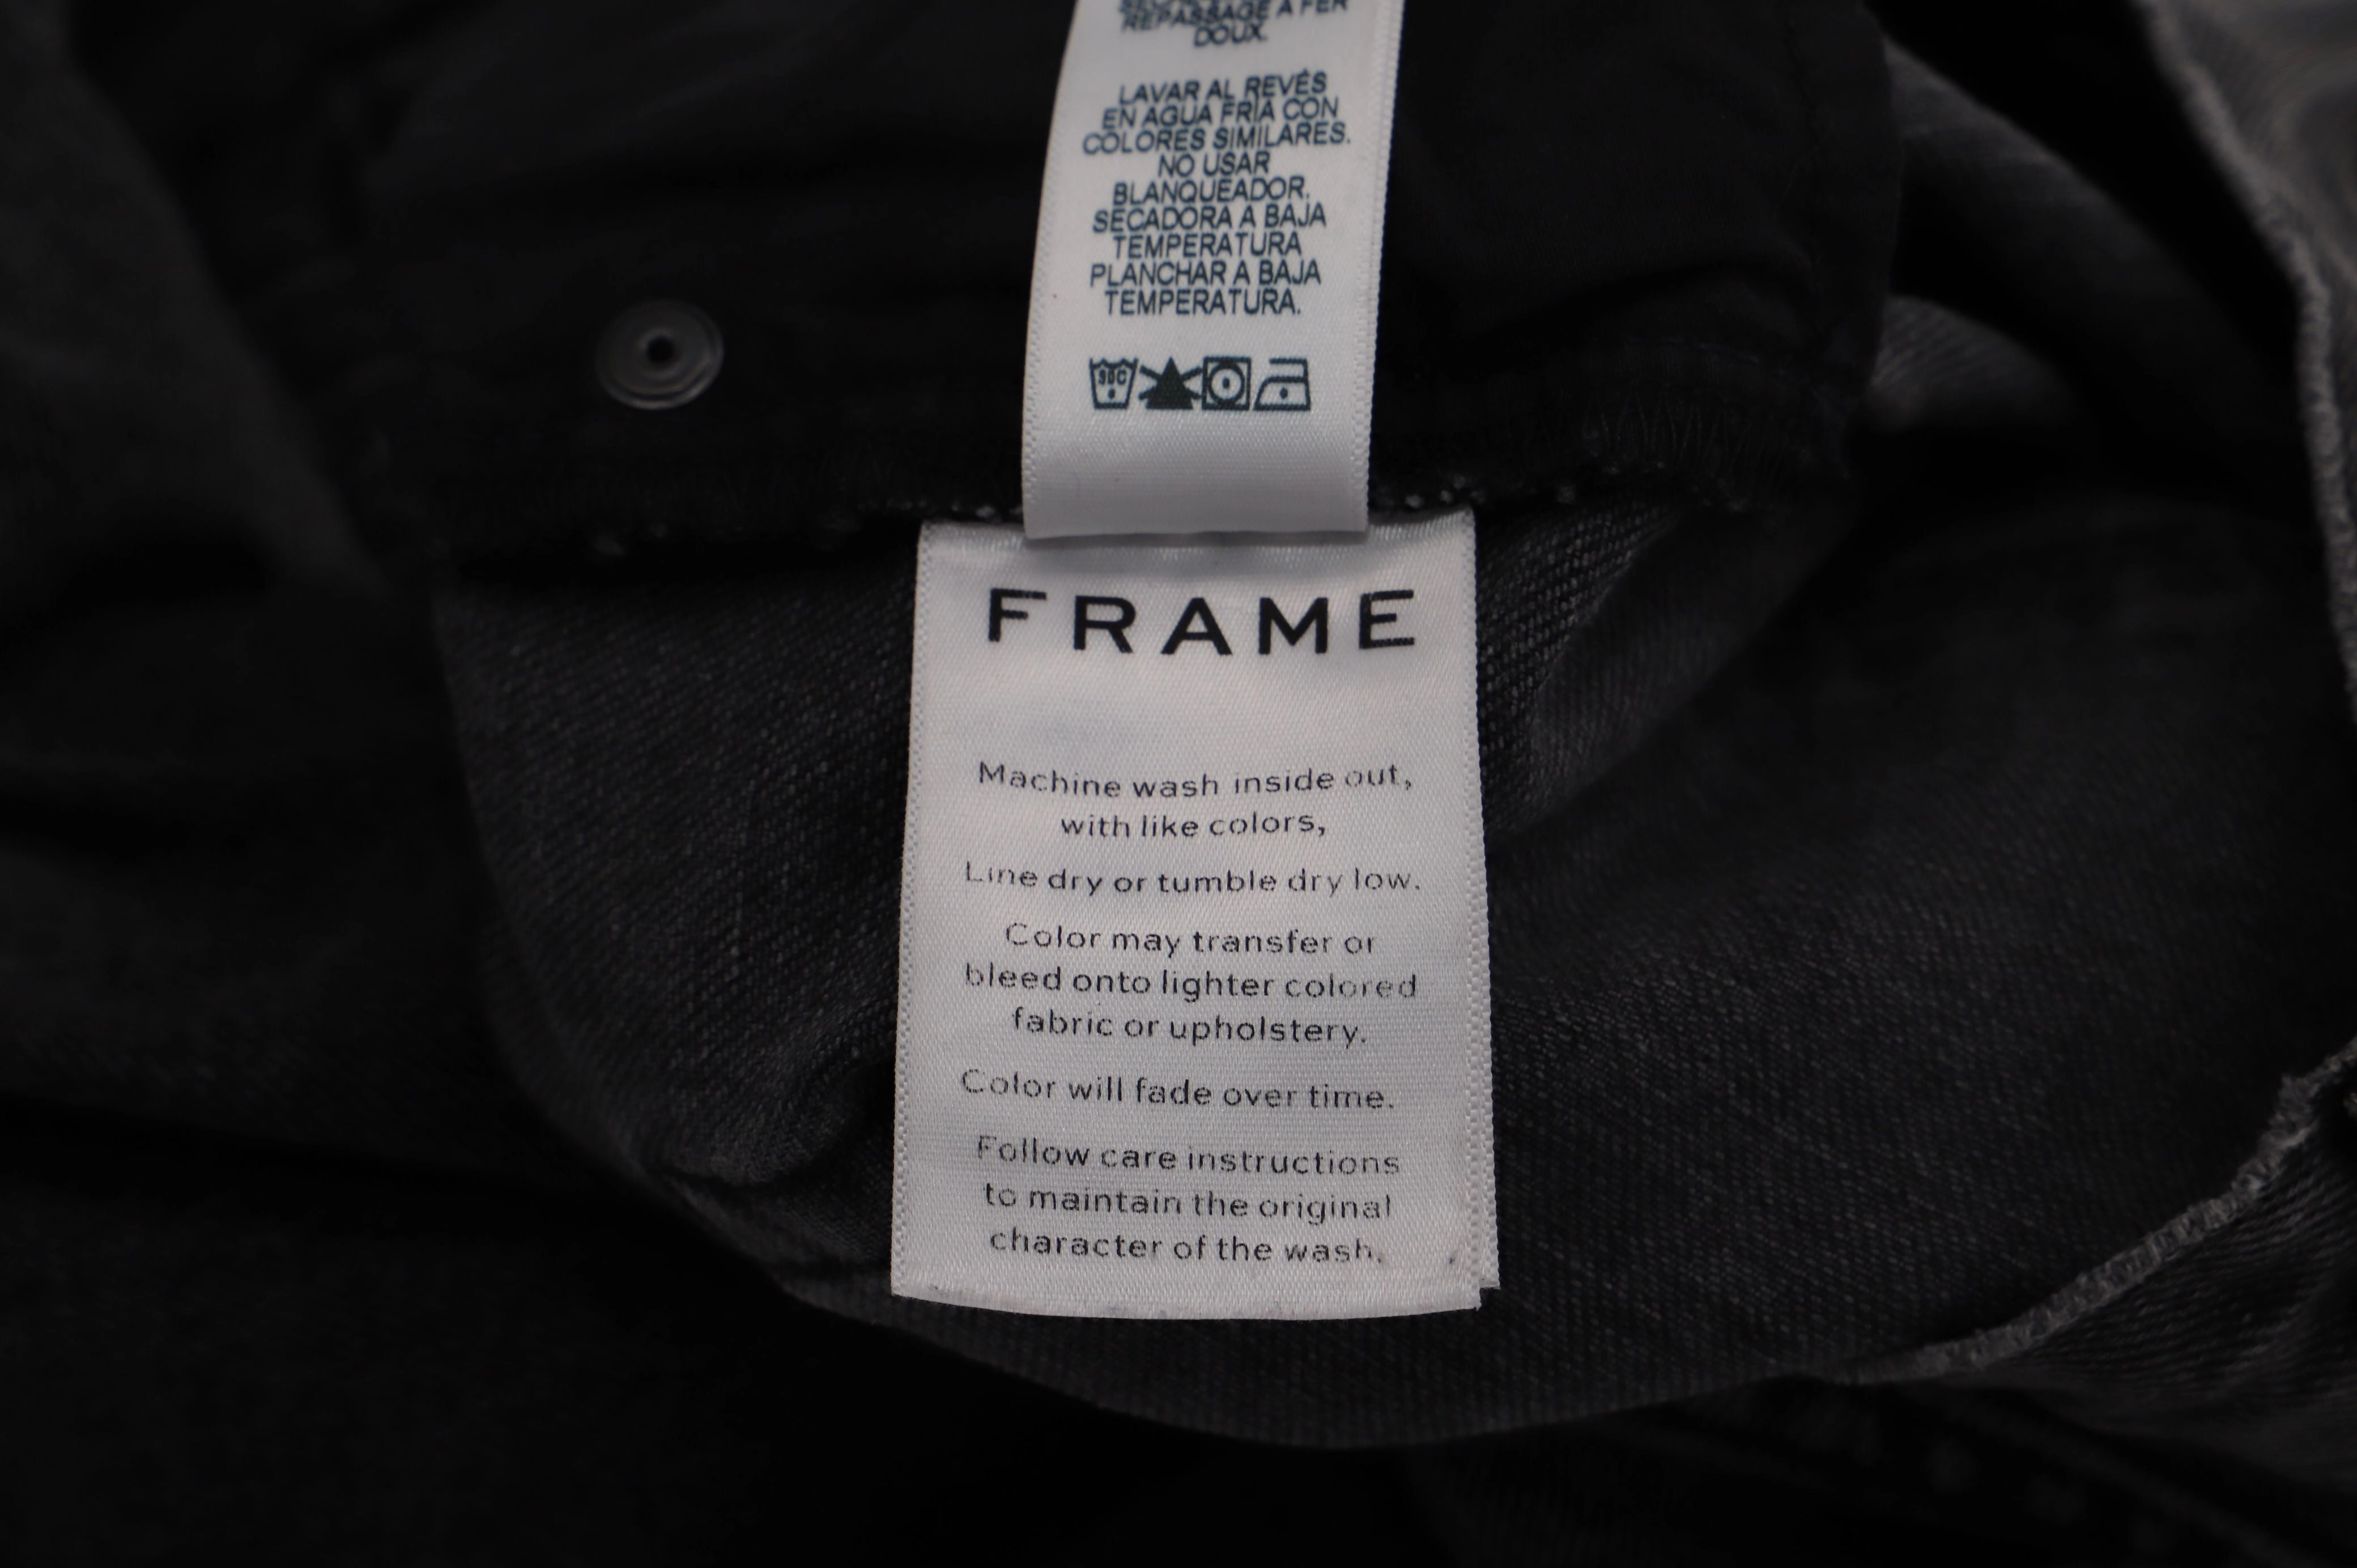 REPASSAGE A FER
DOUX.
LAVAR AL REVÉS
EN AGUA FRÍA CON
COLORES SIMILARES.
NO USAR
BLANQUEADOR.
SECADORA A BAJA
TEMPERATURA
PLANCHAR A BAJA
TEMPERATURA.
30C
FRAME
Machine wash inside out,
with like colors,
Line dry or tumble dry low.
Color may transfer or
bleed onto lighter colored
fabric or upholstery.
Color will fade over time.
Follow care instructions
to maintain the original
character of the wash.